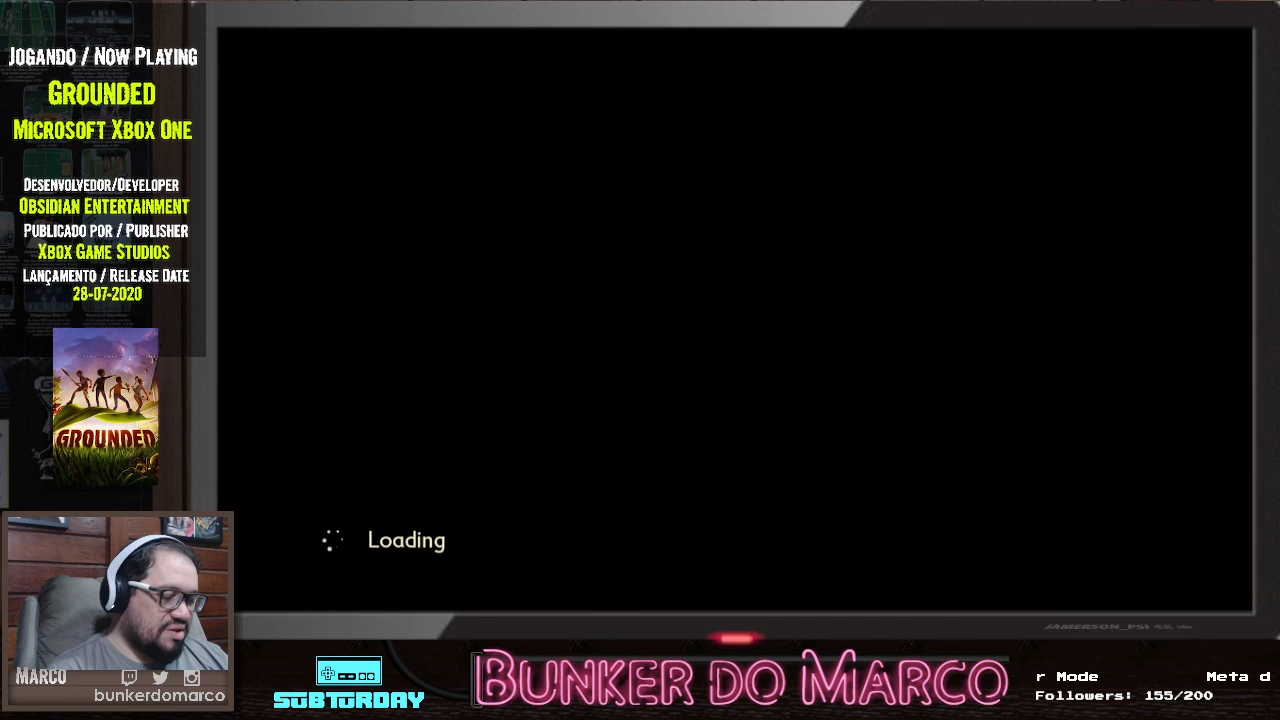 Jogando / Now Playing
Grounded
Microsoft Xbox One
Desenvolvedor/Developer
Obsidian Entertainment
Publicado por / Publisher
Xbox Game Studios
Lançamento / Release Date
28-07-2020
GROUNDED
Loading
JAMERSON_PS1
Marco
bunkerdomarco
SUBTURDAY
Bunker do Marco
r Mode Meta d
Followers: 155/200